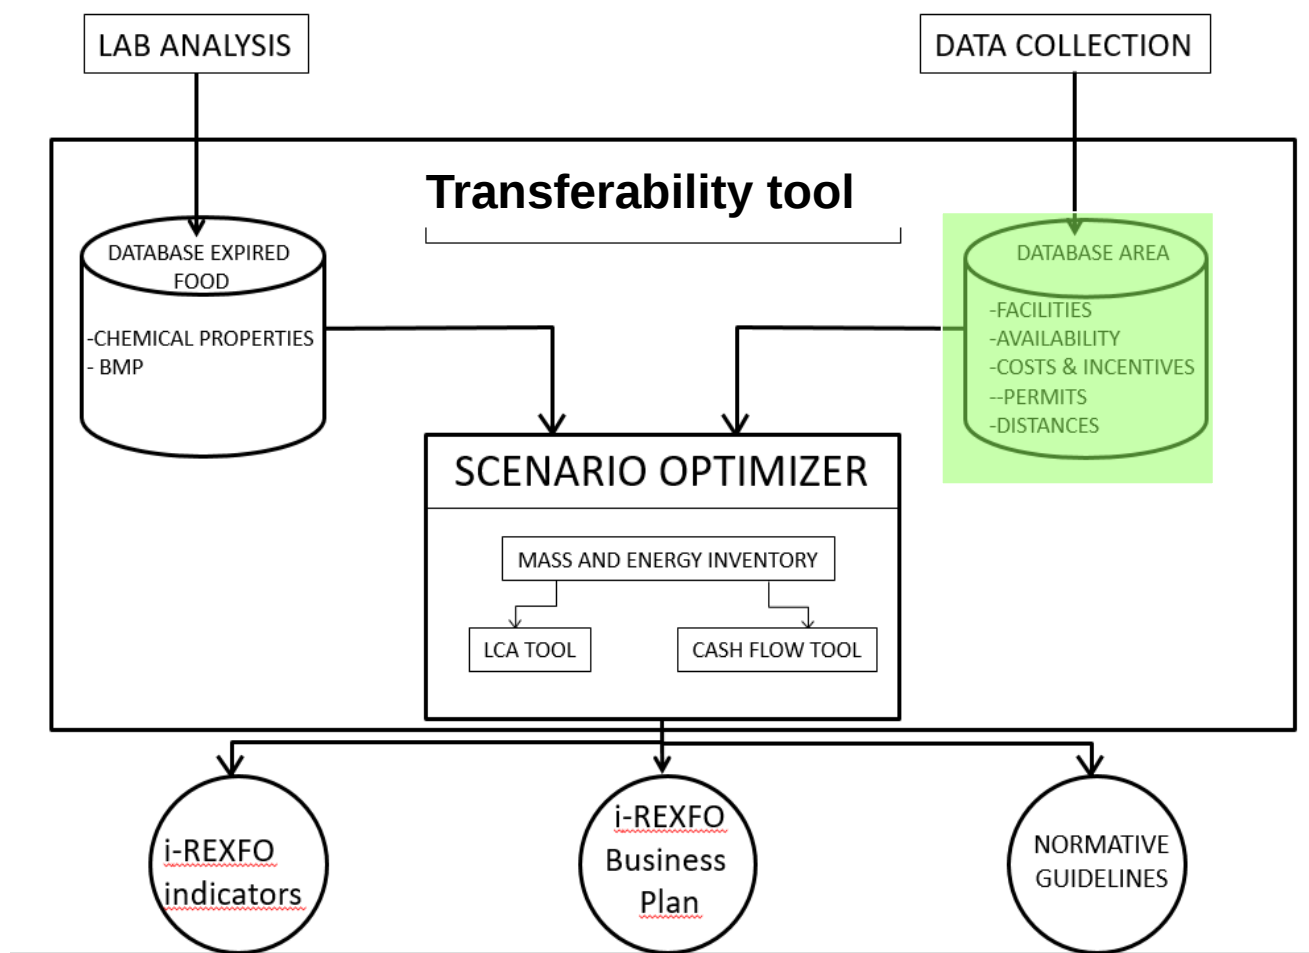 LAB ANALYSIS
DATA COLLECTION
Transferability tool
DATABASE EXPIRED
FOOD
-CHEMICAL PROPERTIES
- BMP
DATABASE AREA
-FACILITIES
-AVAILABILITY
-COSTS & INCENTIVES
--PERMITS
-DISTANCES
SCENARIO OPTIMIZER
MASS AND ENERGY INVENTORY
LCA TOOL
CASH FLOW TOOL
i-REXFO
indicators
i-REXFO
Business
Plan
NORMATIVE
GUIDELINES